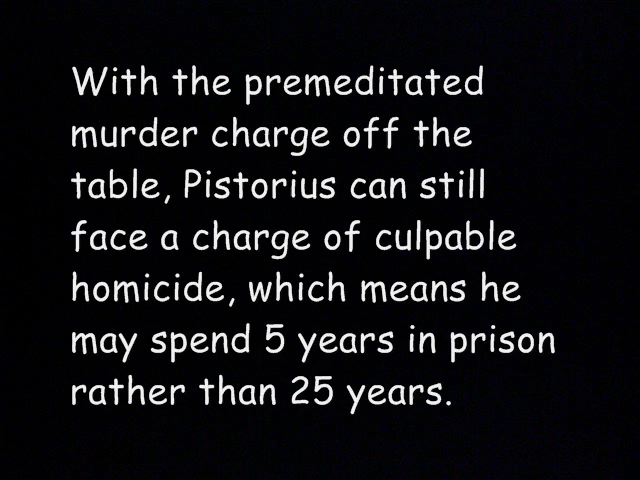 With the premeditated
murder charge off the
table, Pistorius can still
face a charge of culpable
homicide, which means he
may spend 5 years in prison
rather than 25 years.